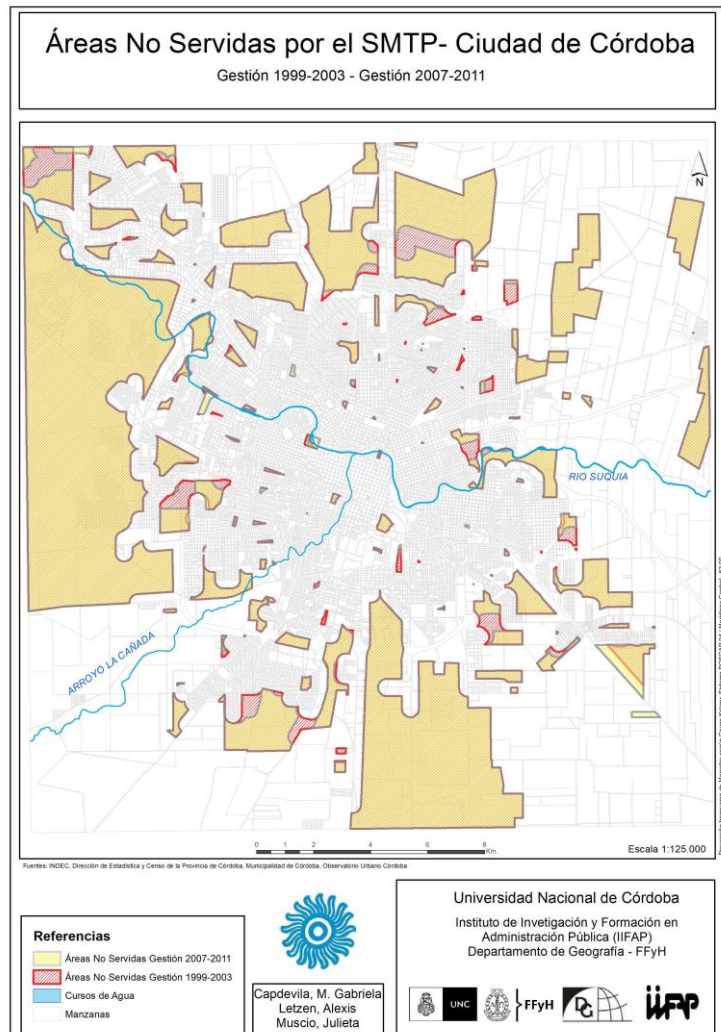 Áreas No Servidas por el SMTP- Ciudad de Córdoba
Gestión 1999-2003 - Gestión 2007-2011
N
RIO SUQUIA
ARROYO LA CAÑADA
0 2 4 6 8
Km.
Escala 1:125.000
Fuentes: INDEC, Dirección de Estadística y Censo de la Provincia de Córdoba, Municipalidad de Córdoba, Observatorio Urbano Córdoba
Referencias
Áreas No Servidas Gestión 2007-2011
Áreas No Servidas Gestión 1999-2003
Cursos de Agua
Manzanas
Capdevila, M. Gabriela
Letzen, Alexis
Muscio, Julieta
Universidad Nacional de Córdoba
Instituto de Invetigación y Formación en
Administración Pública (IIFAP)
Departamento de Geografía - FFyH
UNC
FFyH
DG
iifap